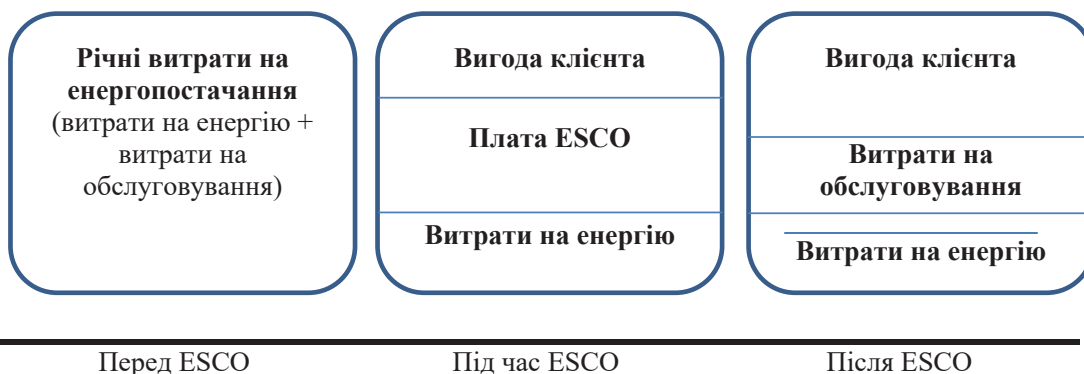 Річні витрати на
енергопостачання
(витрати на енергію +
витрати на
обслуговування)
Вигода клієнта
Плата ESCO
Витрати на енергію
Вигода клієнта
Витрати на
обслуговування
Витрати на енергію
Перед ESCO
Під час ESCO
Після ESCO